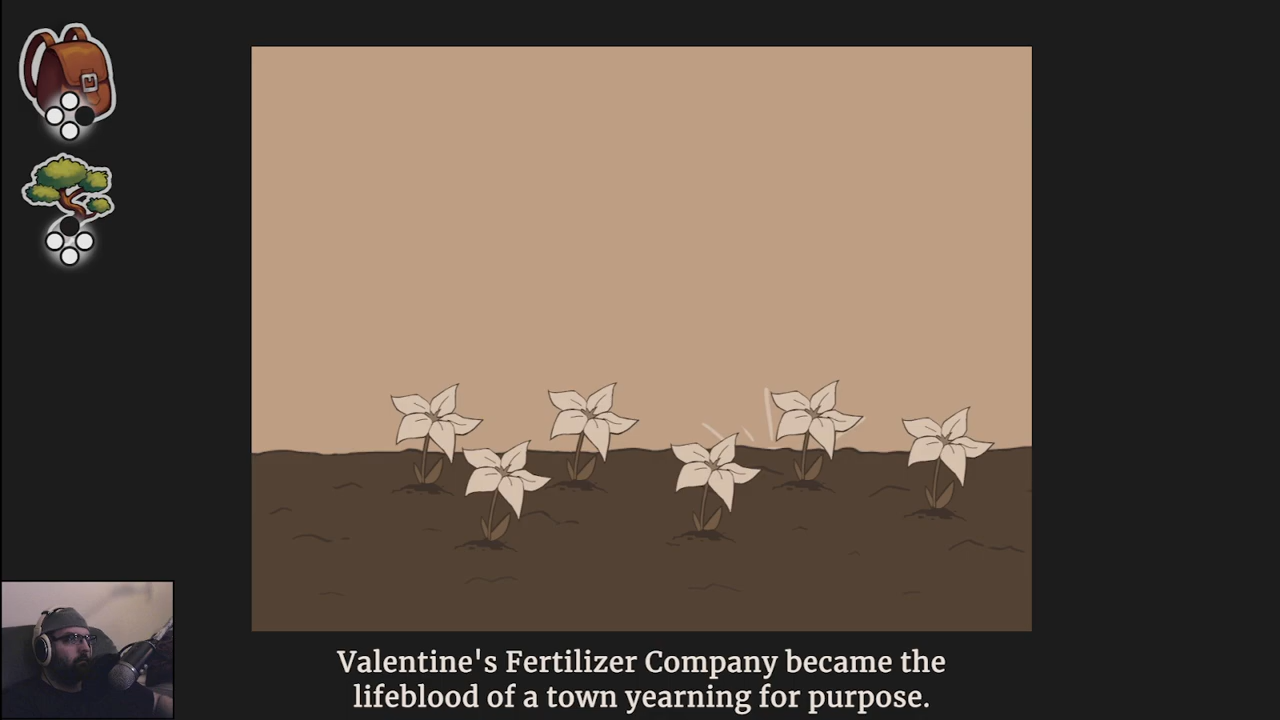 Valentine's Fertilizer Company became the
lifeblood of a town yearning for purpose.